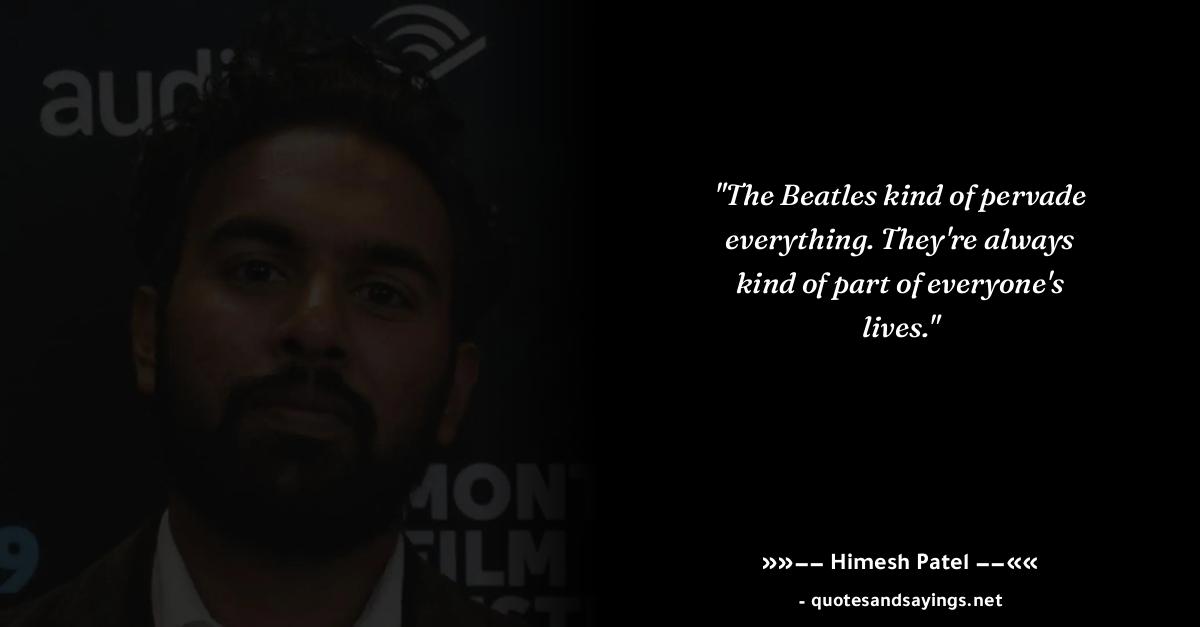 audi
"The Beatles kind of pervade
everything. They're always
kind of part of everyone's
lives."
MONT
FILM
9
»»−− Himesh Patel −−««
- quotesandsayings.net